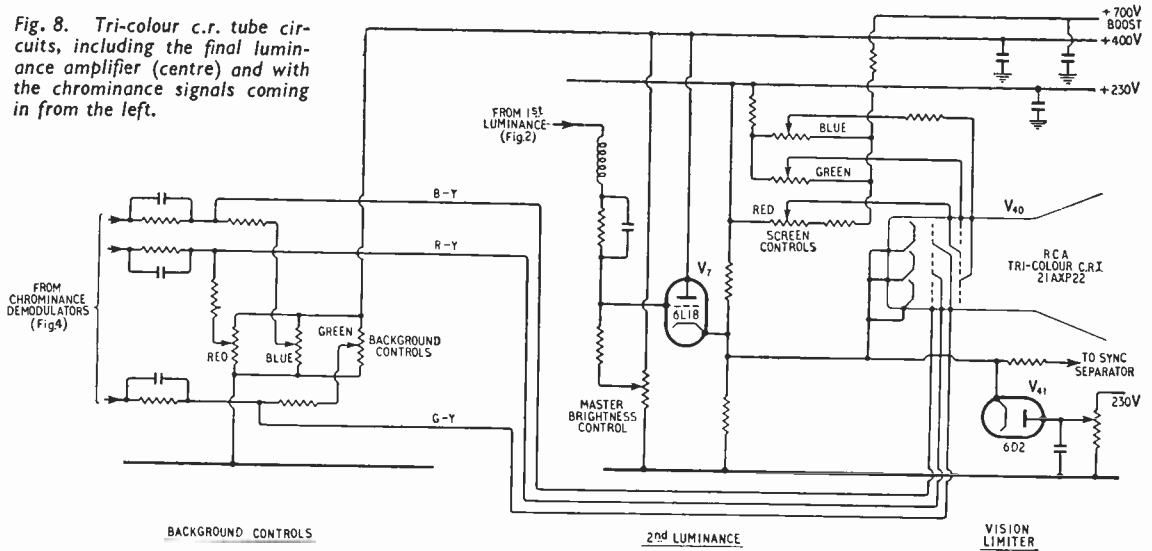 Fig. 8. Tri-colour c.r. tube cir-
cuits, including the final lumin-
ance amplifier (centre) and with
the chrominance signals coming
in from the left.
+700V
BOOST
+400V
+230V
FROM 1st
LUMINANCE
(Fig.2)
BLUE
GREEN
RED
SCREEN
CONTROLS
V40
RCA
TRI-COLOUR C.R.T.
21AXP22
B-Y
R-Y
FROM
CHROMINANCE
DEMODULATORS
(Fig4)
RED
BLUE
GREEN
BACKGROUND
CONTROLS
G-Y
V7
6L18
MASTER
BRIGHTNESS
CONTROL
TO SYNC
SEPARATOR
V41
6D2
230V
BACKGROUND CONTROLS
2nd LUMINANCE
VISION
LIMITER